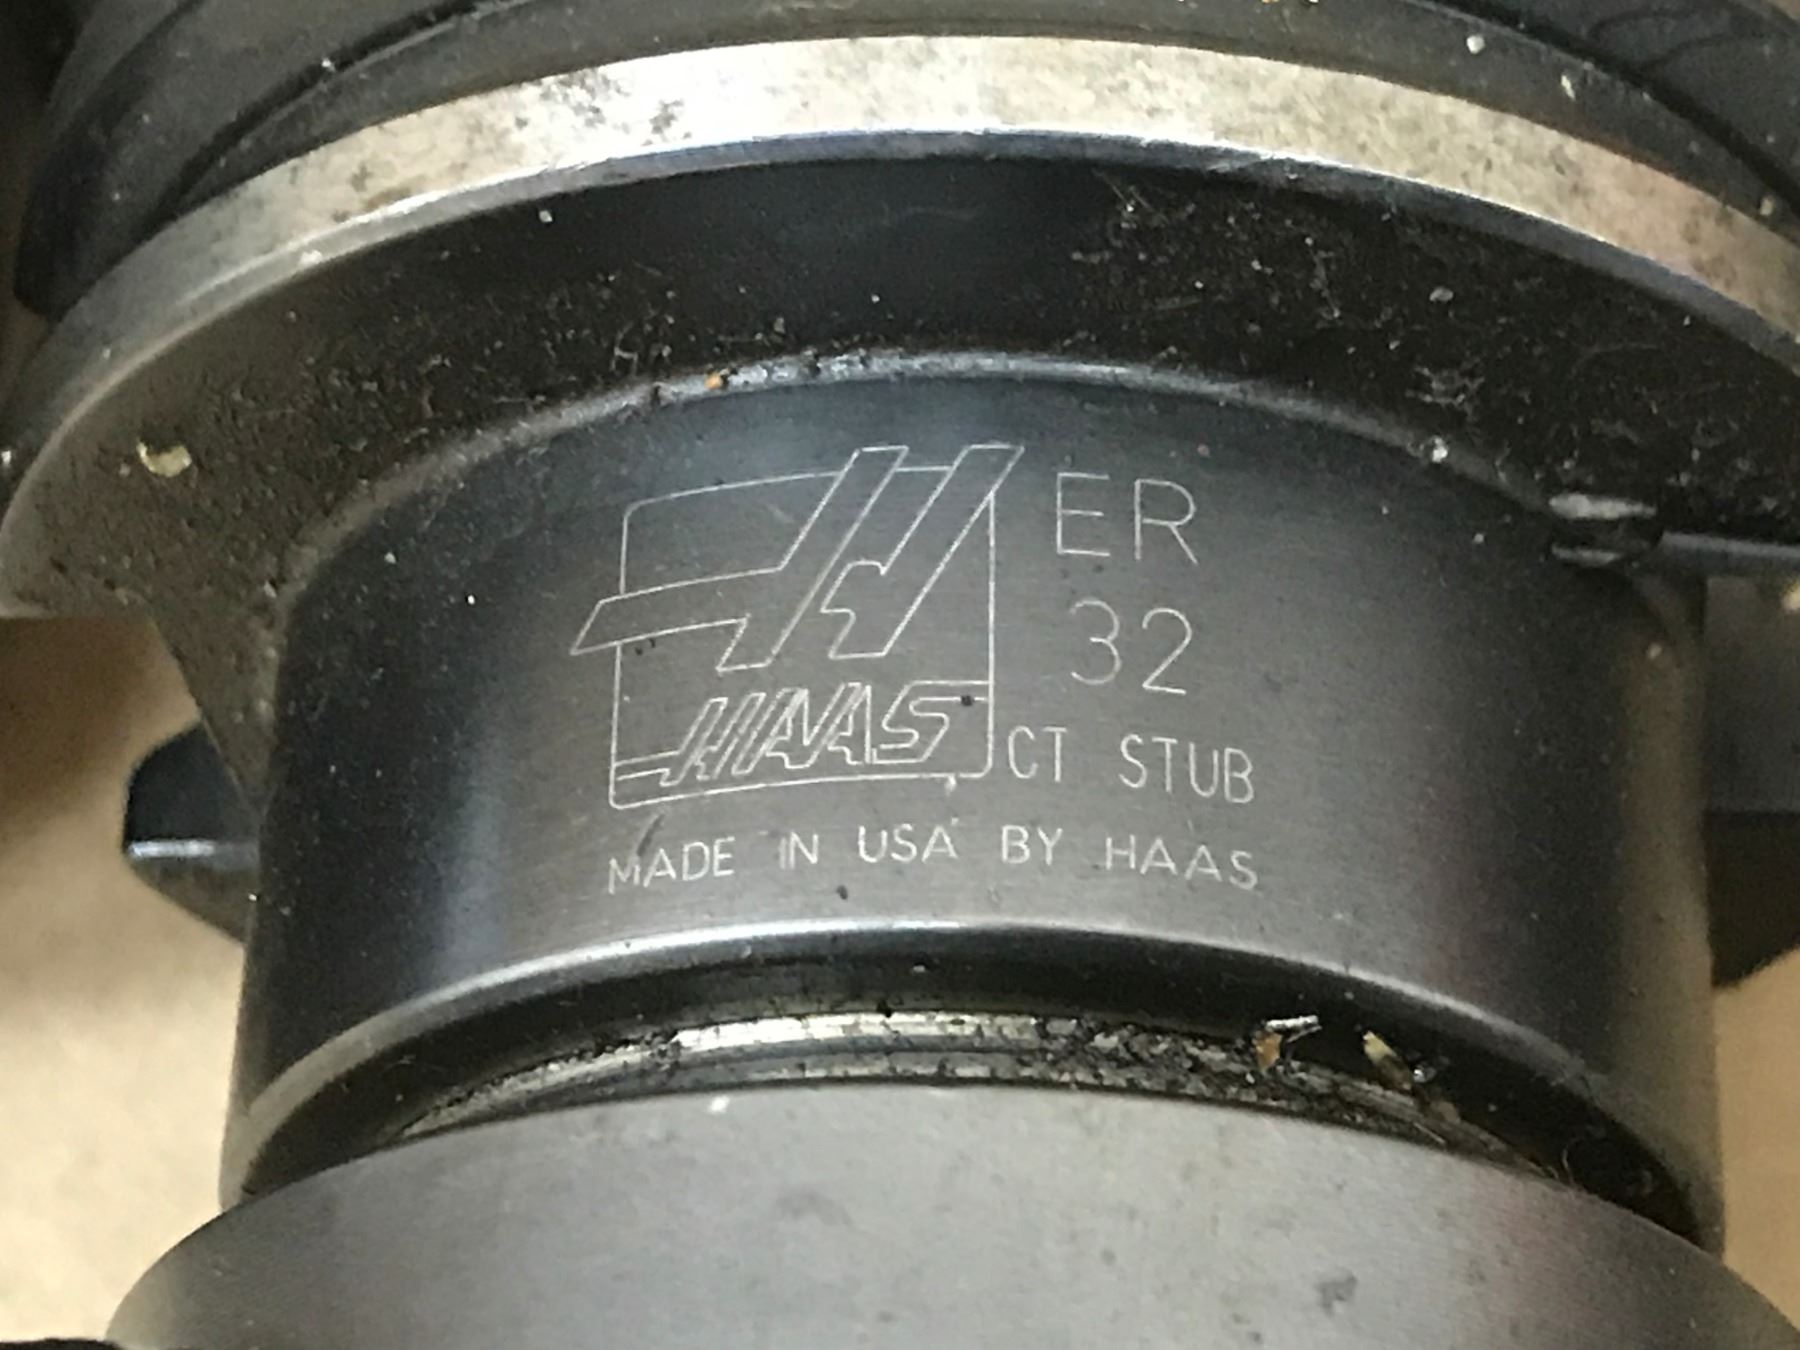 ER
32
HAAS
CT STUB
MADE IN USA BY HAAS